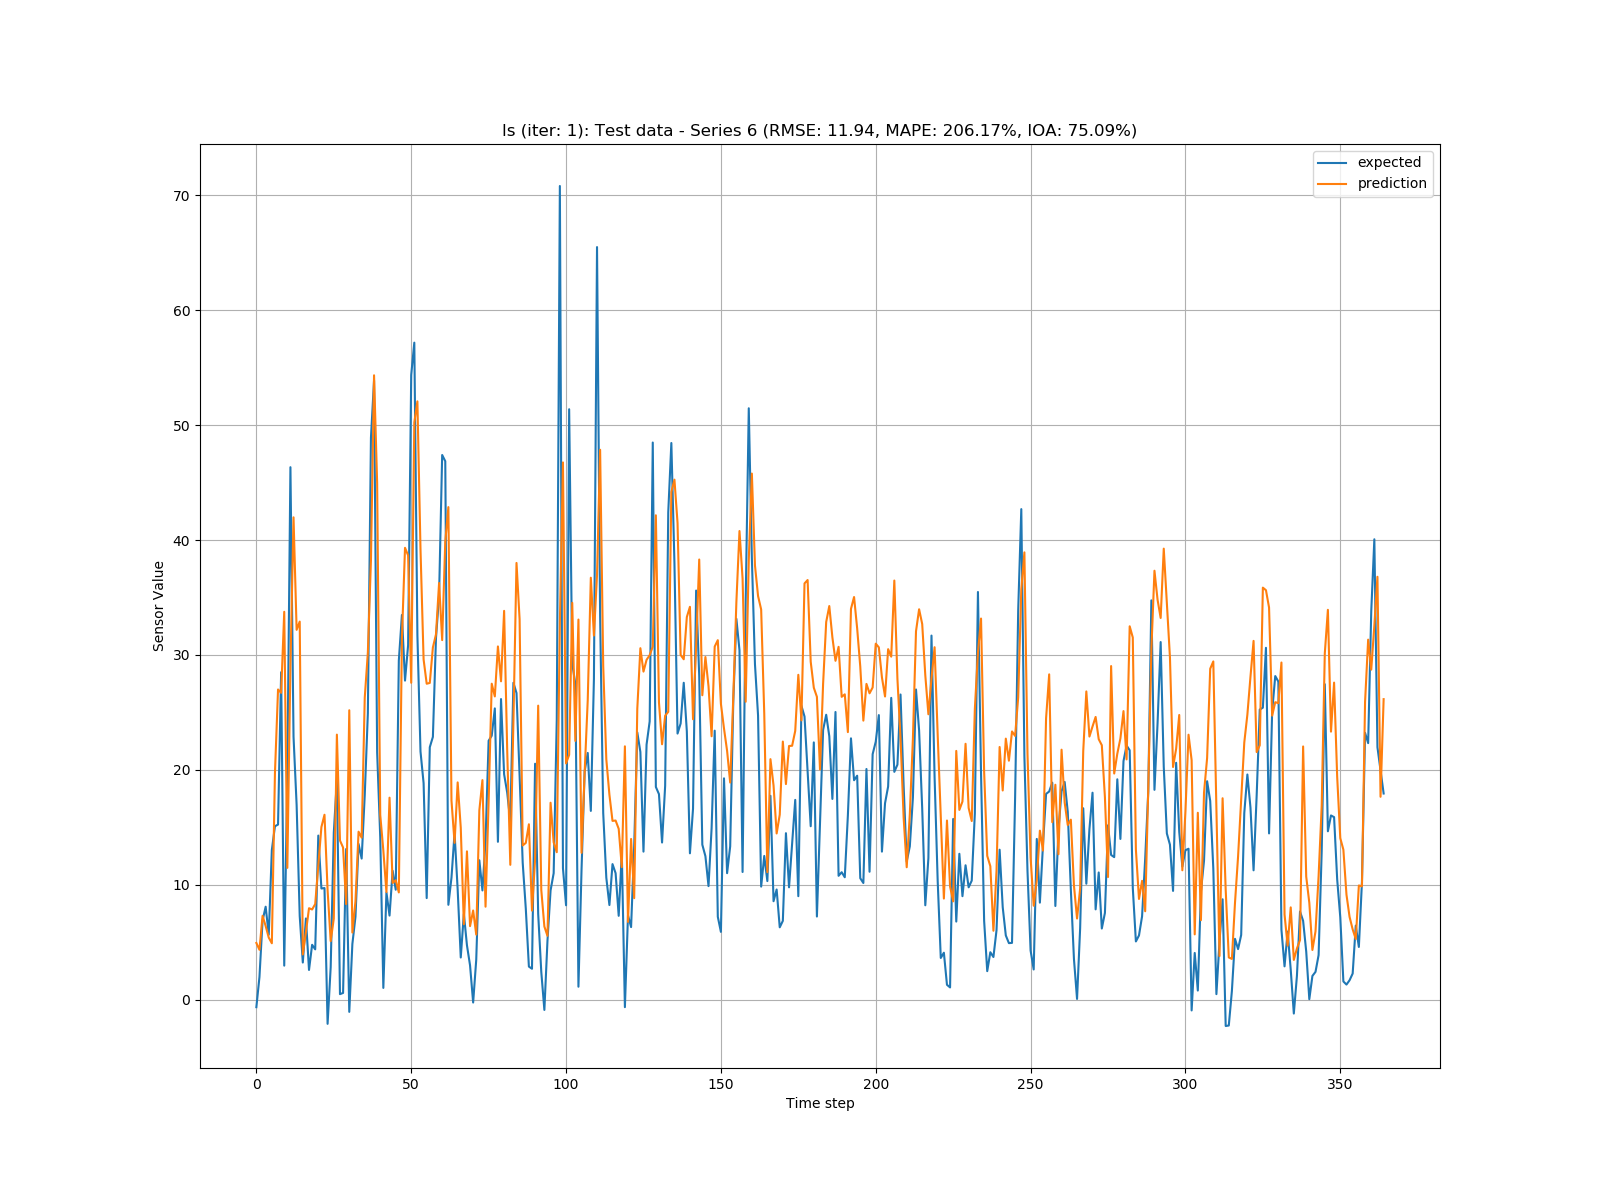 ls (iter: 1): Test data - Series 6 (RMSE: 11.94, MAPE: 206.17%, IOA: 75.09%)
expected
prediction
70
60
50
40
30
20
10
0
Sensor Value
0 50 100 150 200 250 300 350
Time step